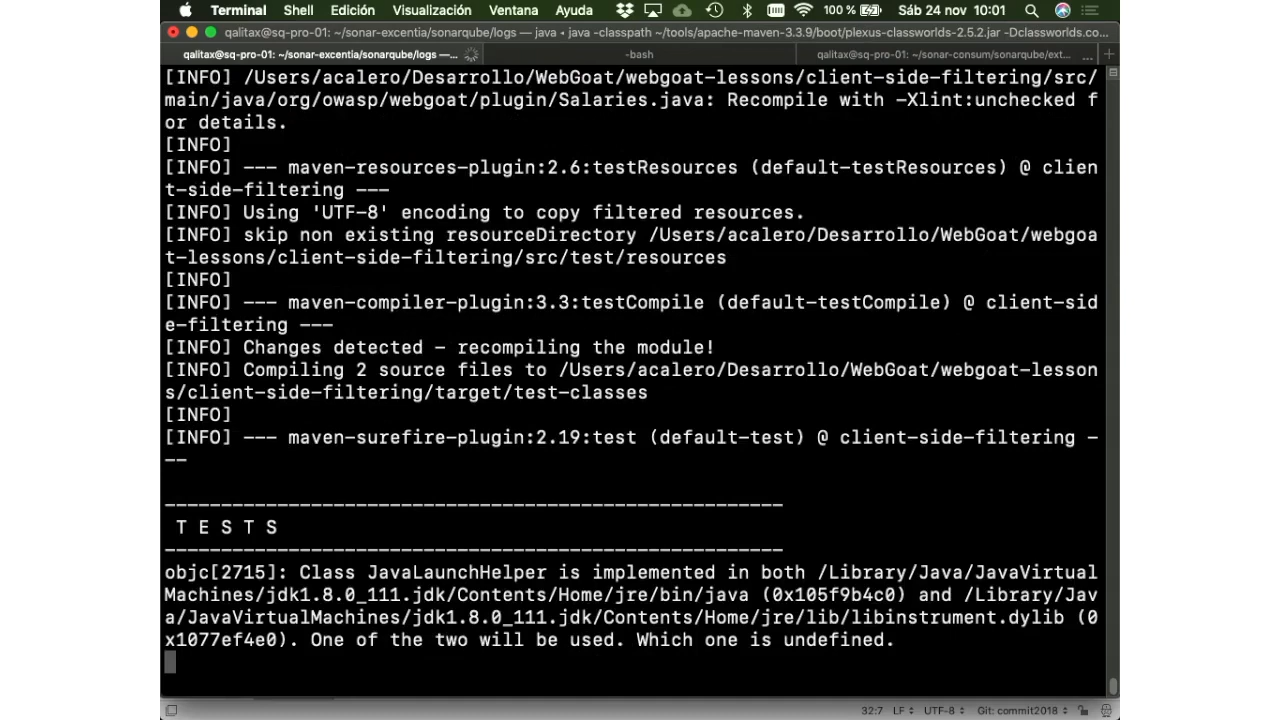 Terminal Shell Edición Visualización Ventana Ayuda 100 % Sáb 24 nov 10:01
qalitax@sq-pro-01: ~/sonar-excentia/sonarqube/logs — java ◂ java -classpath ~/tools/apache-maven-3.3.9/boot/plexus-classworlds-2.5.2.jar -Dclassworlds.co...
qalitax@sq-pro-01: ~/sonar-excentia/sonarqube/logs —... -bash qalitax@sq-pro-01: ~/sonar-consum/sonarqube/ext... ... +
[INFO] /Users/acalero/Desarrollo/WebGoat/webgoat-lessons/client-side-filtering/src/
main/java/org/owasp/webgoat/plugin/Salaries.java: Recompile with -Xlint:unchecked f
or details.
[INFO]
[INFO] --- maven-resources-plugin:2.6:testResources (default-testResources) @ clien
t-side-filtering ---
[INFO] Using 'UTF-8' encoding to copy filtered resources.
[INFO] skip non existing resourceDirectory /Users/acalero/Desarrollo/WebGoat/webgoa
t-lessons/client-side-filtering/src/test/resources
[INFO]
[INFO] --- maven-compiler-plugin:3.3:testCompile (default-testCompile) @ client-sid
e-filtering ---
[INFO] Changes detected - recompiling the module!
[INFO] Compiling 2 source files to /Users/acalero/Desarrollo/WebGoat/webgoat-lesson
s/client-side-filtering/target/test-classes
[INFO]
[INFO] --- maven-surefire-plugin:2.19:test (default-test) @ client-side-filtering -
--
-------------------------------------------------------
T E S T S
-------------------------------------------------------
objc[2715]: Class JavaLaunchHelper is implemented in both /Library/Java/JavaVirtual
Machines/jdk1.8.0_111.jdk/Contents/Home/jre/bin/java (0x105f9b4c0) and /Library/Jav
a/JavaVirtualMachines/jdk1.8.0_111.jdk/Contents/Home/jre/lib/libinstrument.dylib (0
x1077ef4e0). One of the two will be used. Which one is undefined.
32:7 LF UTF-8 Git: commit2018